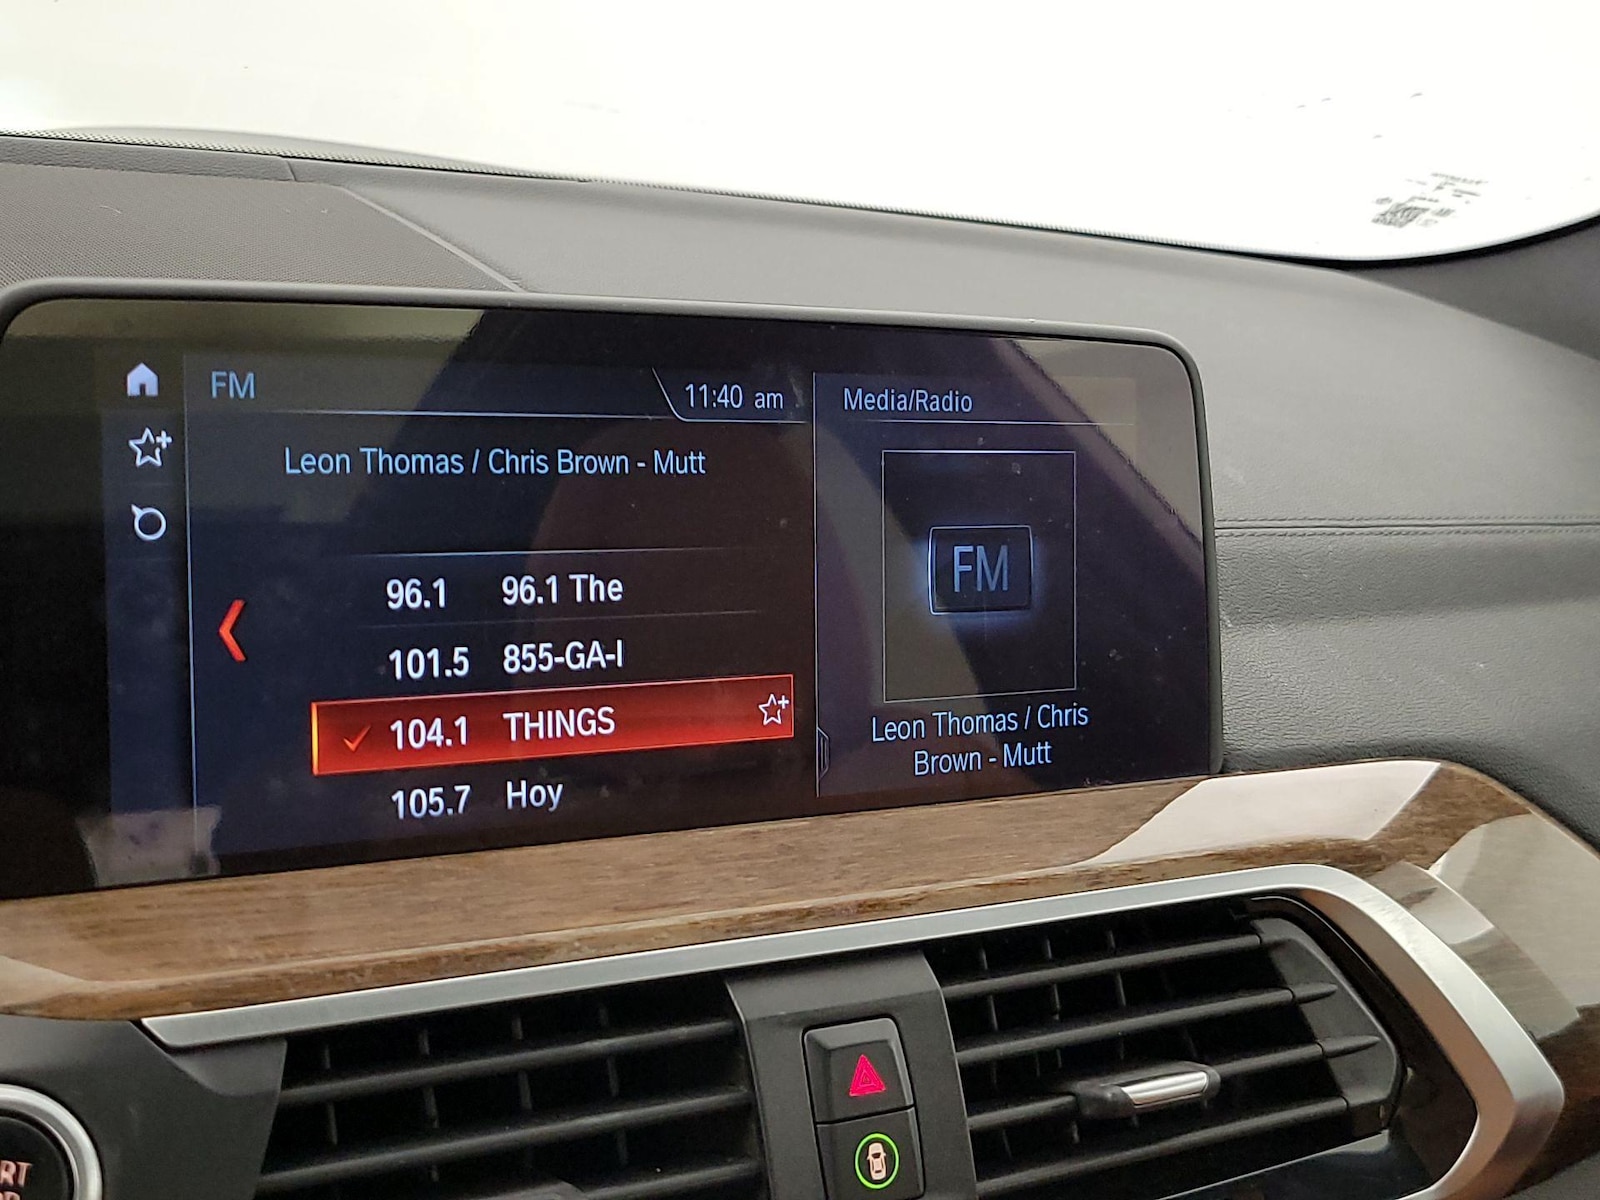 FM
11:40 am
Media/Radio
Leon Thomas / Chris Brown - Mutt
96.1 96.1 The
101.5 855-GA-I
104.1 THINGS
105.7 Hoy
FM
Leon Thomas / Chris
Brown - Mutt